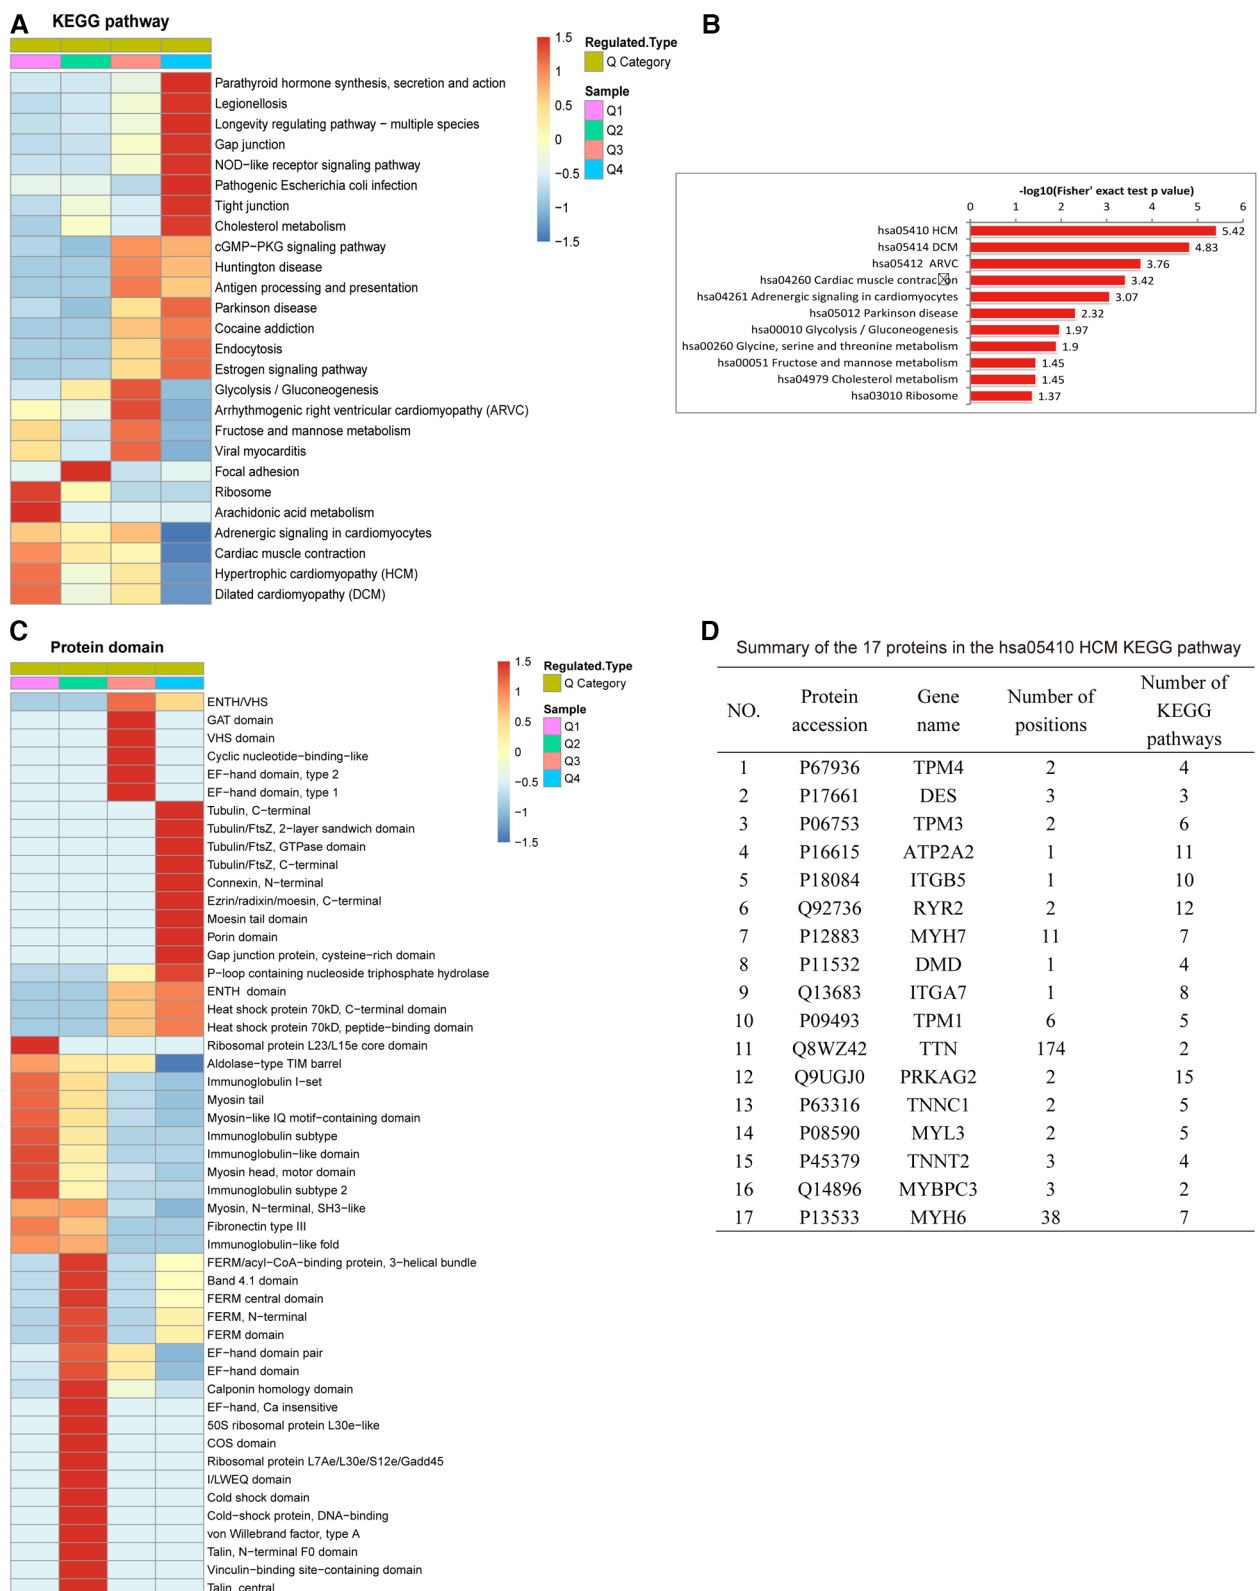 A
KEGG pathway
1.5
1
0.5
0
−0.5
−1
−1.5
Regulated.Type
Q Category
Sample
Q1
Q2
Q3
Q4
Parathyroid hormone synthesis, secretion and action
Legionellosis
Longevity regulating pathway − multiple species
Gap junction
NOD−like receptor signaling pathway
Pathogenic Escherichia coli infection
Tight junction
Cholesterol metabolism
cGMP−PKG signaling pathway
Huntington disease
Antigen processing and presentation
Parkinson disease
Cocaine addiction
Endocytosis
Estrogen signaling pathway
Glycolysis / Gluconeogenesis
Arrhythmogenic right ventricular cardiomyopathy (ARVC)
Fructose and mannose metabolism
Viral myocarditis
Focal adhesion
Ribosome
Arachidonic acid metabolism
Adrenergic signaling in cardiomyocytes
Cardiac muscle contraction
Hypertrophic cardiomyopathy (HCM)
Dilated cardiomyopathy (DCM)
B
-log10(Fisher' exact test p value)
0 1 2 3 4 5 6
hsa05410 HCM 5.42
hsa05414 DCM 4.83
hsa05412 ARVC 3.76
hsa04260 Cardiac muscle contrac☒on 3.42
hsa04261 Adrenergic signaling in cardiomyocytes 3.07
hsa05012 Parkinson disease 2.32
hsa00010 Glycolysis / Gluconeogenesis 1.97
hsa00260 Glycine, serine and threonine metabolism 1.9
hsa00051 Fructose and mannose metabolism 1.45
hsa04979 Cholesterol metabolism 1.45
hsa03010 Ribosome 1.37
C
Protein domain
1.5
1
0.5
0
−0.5
−1
−1.5
Regulated.Type
Q Category
Sample
Q1
Q2
Q3
Q4
ENTH/VHS
GAT domain
VHS domain
Cyclic nucleotide−binding−like
EF−hand domain, type 2
EF−hand domain, type 1
Tubulin, C−terminal
Tubulin/FtsZ, 2−layer sandwich domain
Tubulin/FtsZ, GTPase domain
Tubulin/FtsZ, C−terminal
Connexin, N−terminal
Ezrin/radixin/moesin, C−terminal
Moesin tail domain
Porin domain
Gap junction protein, cysteine−rich domain
P−loop containing nucleoside triphosphate hydrolase
ENTH domain
Heat shock protein 70kD, C−terminal domain
Heat shock protein 70kD, peptide−binding domain
Ribosomal protein L23/L15e core domain
Aldolase−type TIM barrel
Immunoglobulin I−set
Myosin tail
Myosin−like IQ motif−containing domain
Immunoglobulin subtype
Immunoglobulin−like domain
Myosin head, motor domain
Immunoglobulin subtype 2
Myosin, N−terminal, SH3−like
Fibronectin type III
Immunoglobulin−like fold
FERM/acyl−CoA−binding protein, 3−helical bundle
Band 4.1 domain
FERM central domain
FERM, N−terminal
FERM domain
EF−hand domain pair
EF−hand domain
Calponin homology domain
EF−hand, Ca insensitive
50S ribosomal protein L30e−like
COS domain
Ribosomal protein L7Ae/L30e/S12e/Gadd45
I/LWEQ domain
Cold shock domain
Cold−shock protein, DNA−binding
von Willebrand factor, type A
Talin, N−terminal F0 domain
Vinculin−binding site−containing domain
Talin, central
D
Summary of the 17 proteins in the hsa05410 HCM KEGG pathway
NO. Protein accession Gene name Number of positions Number of KEGG pathways
1 P67936 TPM4 2 4
2 P17661 DES 3 3
3 P06753 TPM3 2 6
4 P16615 ATP2A2 1 11
5 P18084 ITGB5 1 10
6 Q92736 RYR2 2 12
7 P12883 MYH7 11 7
8 P11532 DMD 1 4
9 Q13683 ITGA7 1 8
10 P09493 TPM1 6 5
11 Q8WZ42 TTN 174 2
12 Q9UGJ0 PRKAG2 2 15
13 P63316 TNNC1 2 5
14 P08590 MYL3 2 5
15 P45379 TNNT2 3 4
16 Q14896 MYBPC3 3 2
17 P13533 MYH6 38 7